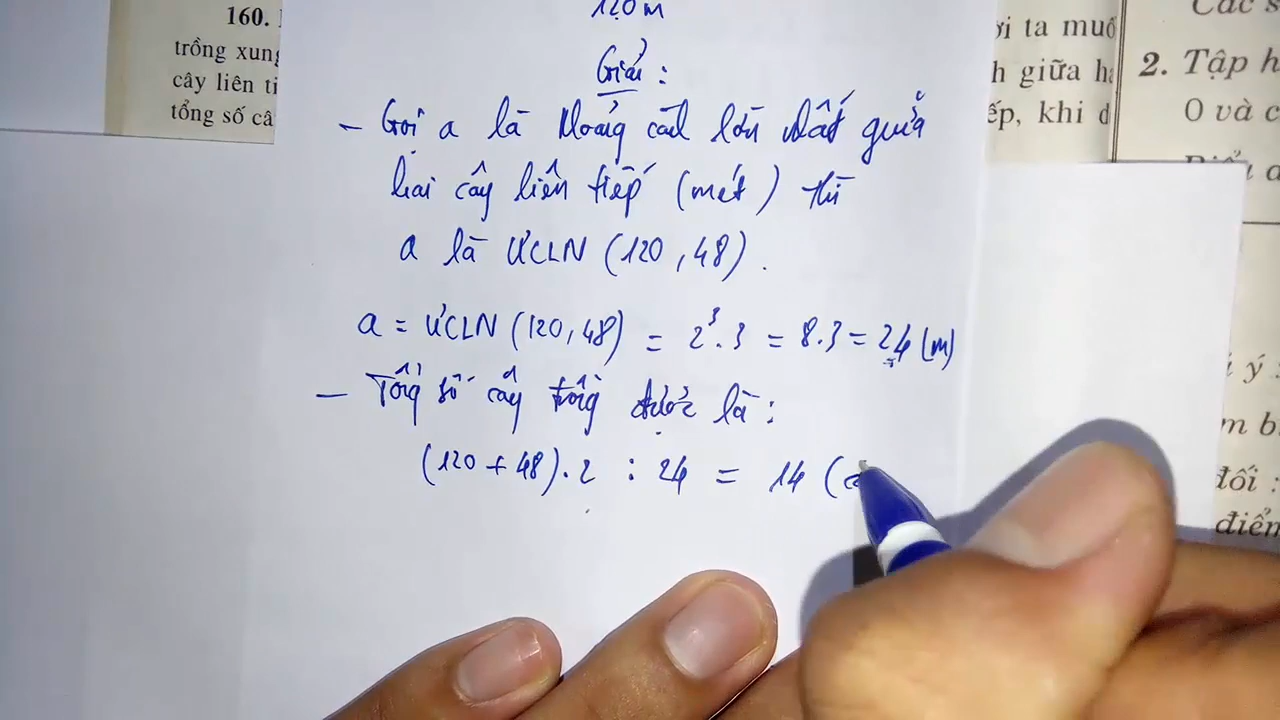 120 m
160.
trồng xung
cây liên ti
tổng số câ
ời ta muố
h giữa ha
ếp, khi d
Các s
2. Tập h
O và c
Giải :
- Gọi a là khoảng cách lớn nhất giữa
hai cây liên tiếp (mét) thì
a là ƯCLN (120, 48).
a = ƯCLN (120, 48) = 2³.3 = 8.3 = 24 (m)
- Tổng số cây trồng được là :
(120 + 48).2 : 24 = 14 (c
ý :
m b
đối :
điểm